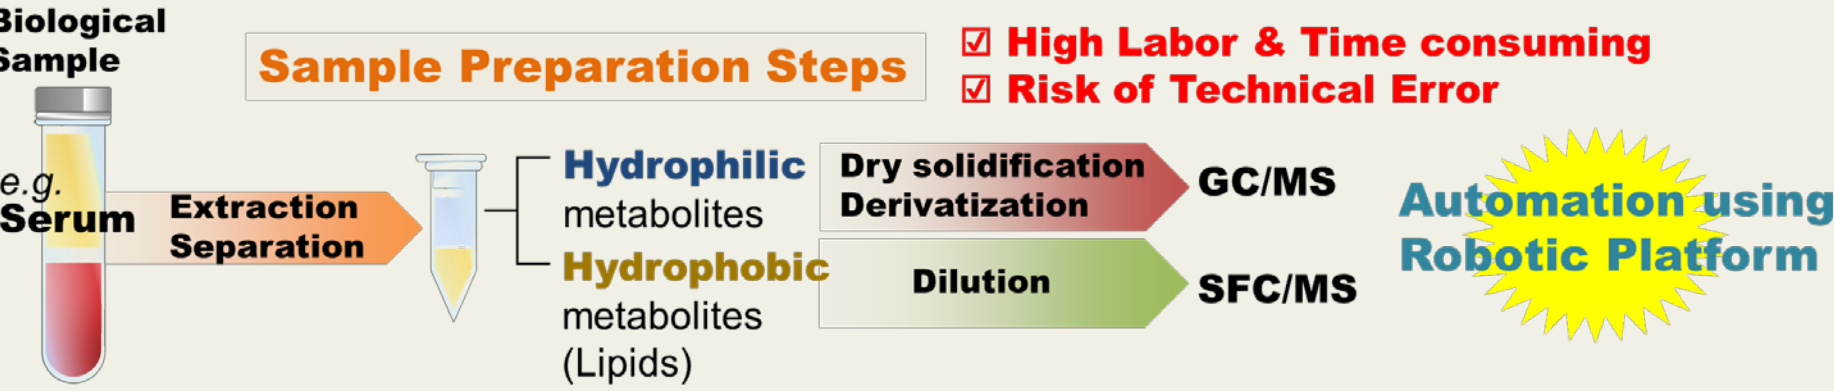 Biological
Sample
Sample Preparation Steps
☑ High Labor & Time consuming
☑ Risk of Technical Error
e.g.
Serum
Extraction
Separation
Hydrophilic
metabolites
Hydrophobic
metabolites
(Lipids)
Dry solidification
Derivatization
Dilution
GC/MS
SFC/MS
Automation using
Robotic Platform